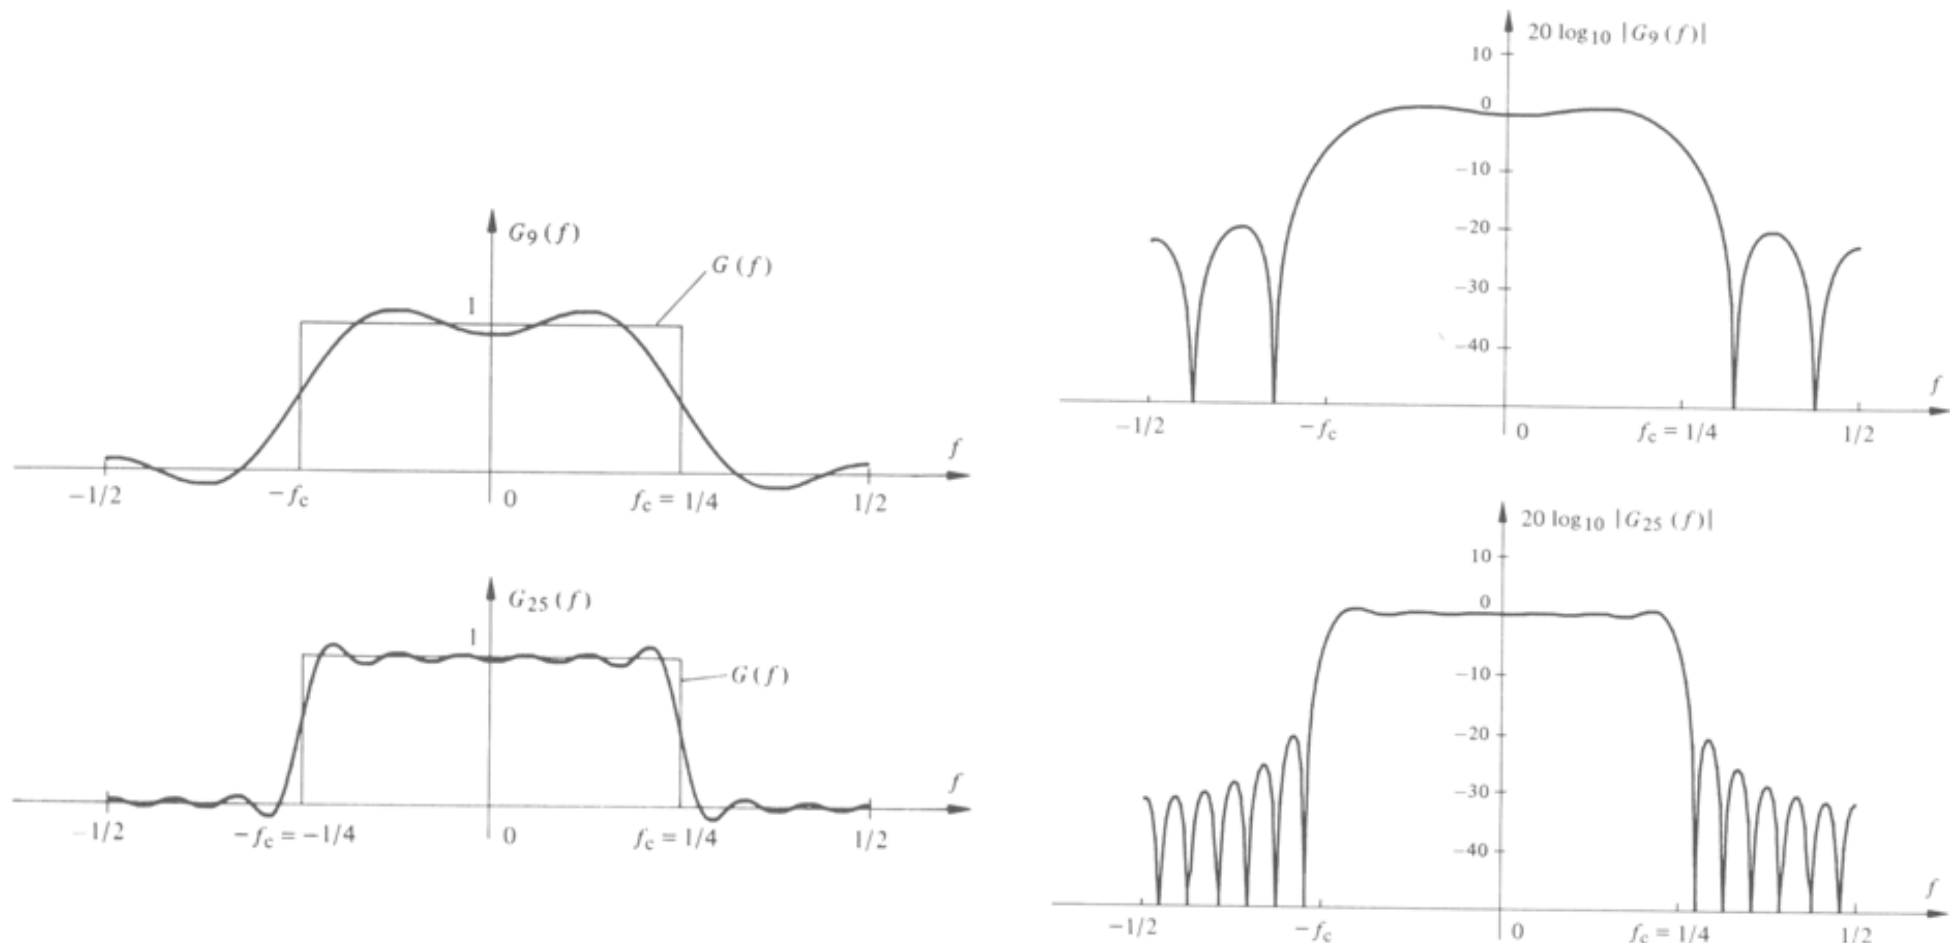 G₉(f)
G(f)
1
f
−1/2
−f_c
0
f_c = 1/4
1/2
G₂₅(f)
1
G(f)
f
−1/2
−f_c = −1/4
0
f_c = 1/4
1/2
20 log₁₀ |G₉(f)|
10
0
−10
−20
−30
−40
f
−1/2
−f_c
0
f_c = 1/4
1/2
20 log₁₀ |G₂₅(f)|
10
0
−10
−20
−30
−40
f
−1/2
−f_c
0
f_c = 1/4
1/2